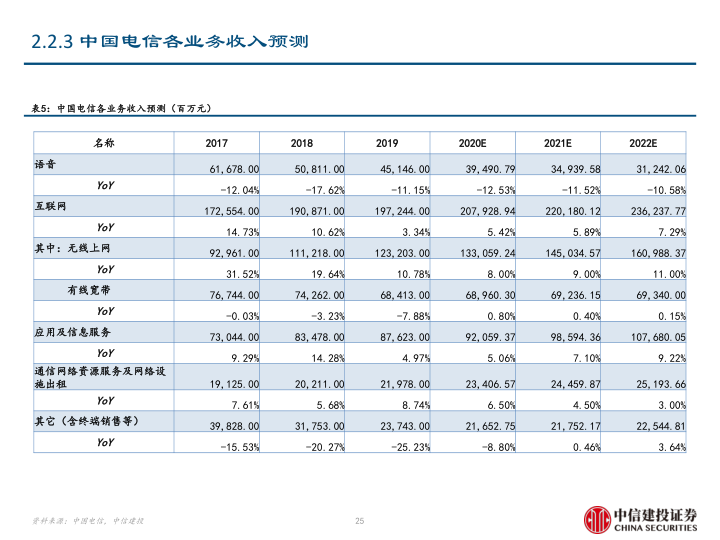 2.2.3 中国电信各业务收入预测
表5：中国电信各业务收入预测（百万元）
名称 2017 2018 2019 2020E 2021E 2022E
语音 61,678.00 50,811.00 45,146.00 39,490.79 34,939.58 31,242.06
YoY -12.04% -17.62% -11.15% -12.53% -11.52% -10.58%
互联网 172,554.00 190,871.00 197,244.00 207,928.94 220,180.12 236,237.77
YoY 14.73% 10.62% 3.34% 5.42% 5.89% 7.29%
其中：无线上网 92,961.00 111,218.00 123,203.00 133,059.24 145,034.57 160,988.37
YoY 31.52% 19.64% 10.78% 8.00% 9.00% 11.00%
有线宽带 76,744.00 74,262.00 68,413.00 68,960.30 69,236.15 69,340.00
YoY -0.03% -3.23% -7.88% 0.80% 0.40% 0.15%
应用及信息服务 73,044.00 83,478.00 87,623.00 92,059.37 98,594.36 107,680.05
YoY 9.29% 14.28% 4.97% 5.06% 7.10% 9.22%
通信网络资源服务及网络设
施出租 19,125.00 20,211.00 21,978.00 23,406.57 24,459.87 25,193.66
YoY 7.61% 5.68% 8.74% 6.50% 4.50% 3.00%
其它（含终端销售等） 39,828.00 31,753.00 23,743.00 21,652.75 21,752.17 22,544.81
YoY -15.53% -20.27% -25.23% -8.80% 0.46% 3.64%
资料来源：中国电信，中信建投
25
中信建投证券
CHINA SECURITIES